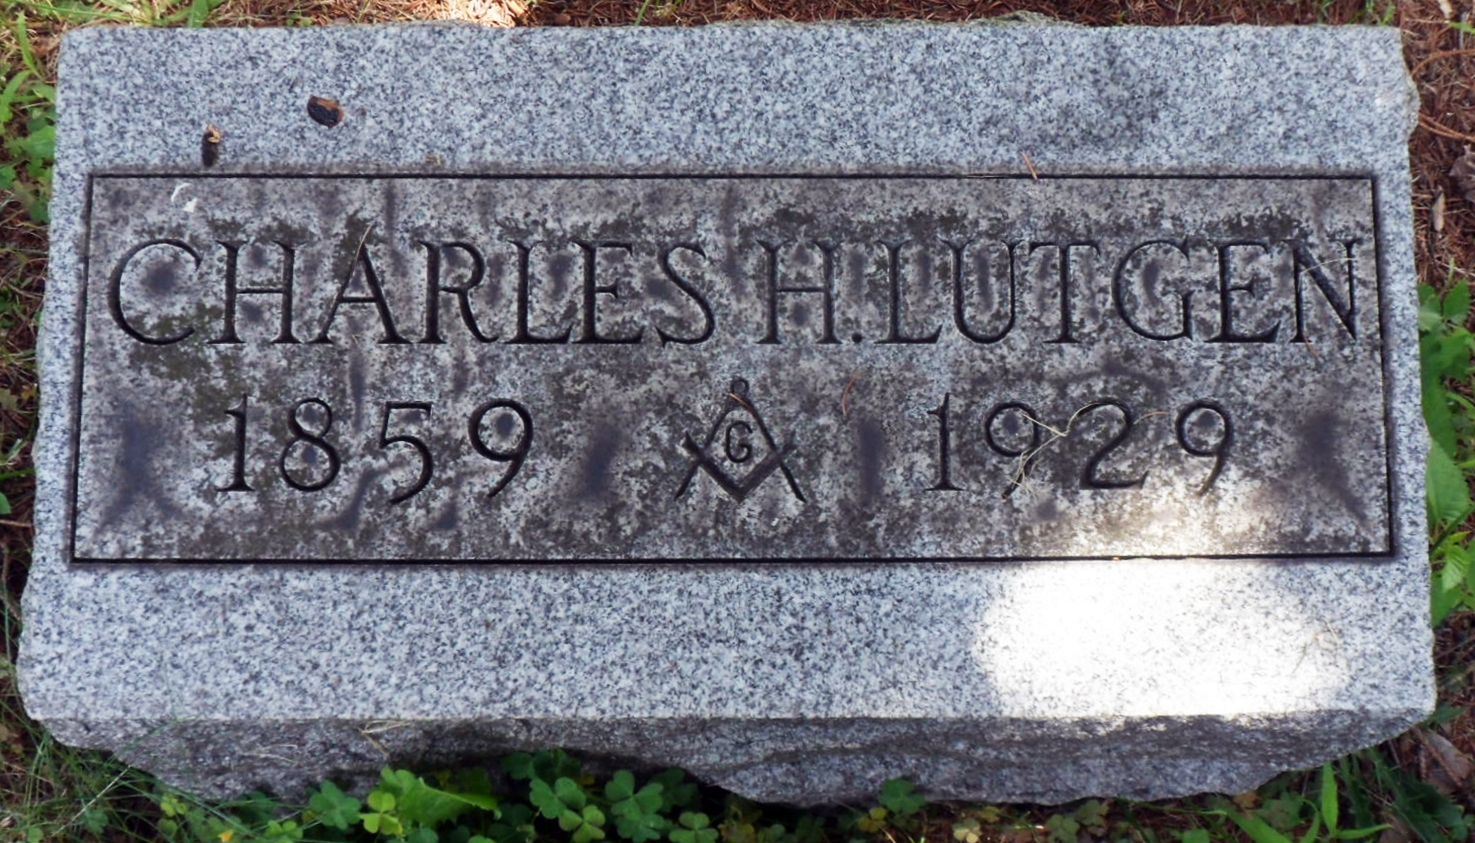 CHARLES H. LUTGEN
1859 G 1929